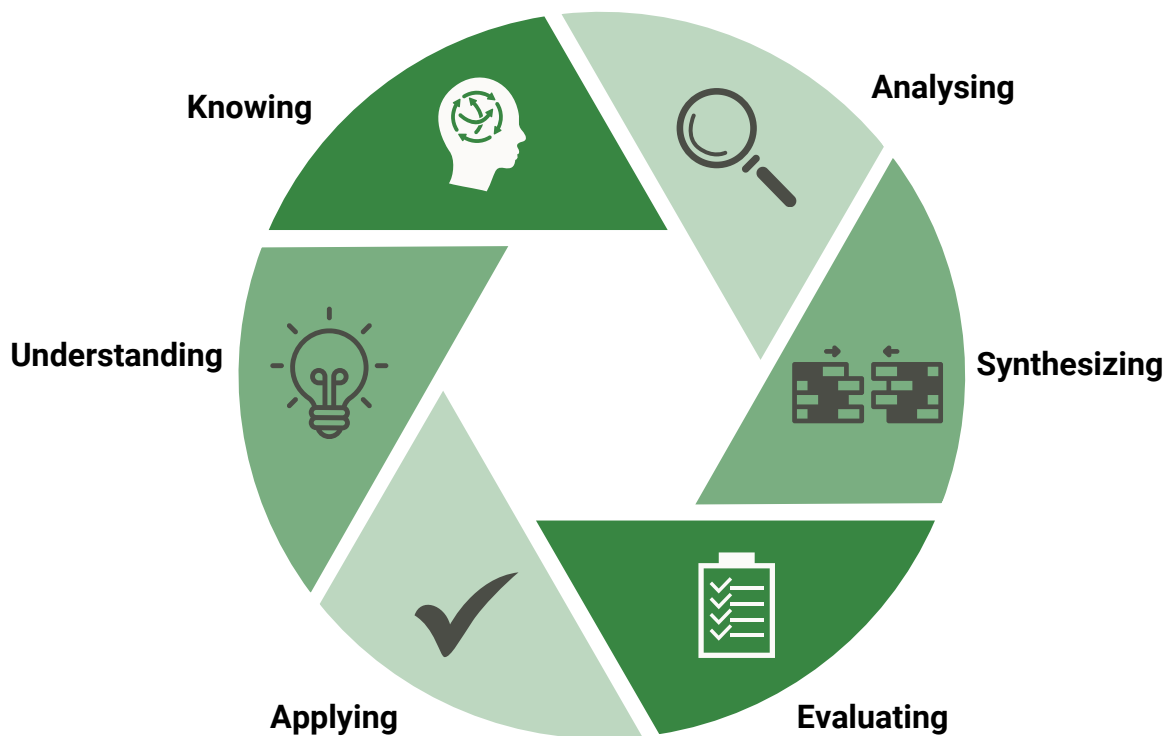 Analysing
Knowing
Understanding
Synthesizing
Applying
Evaluating